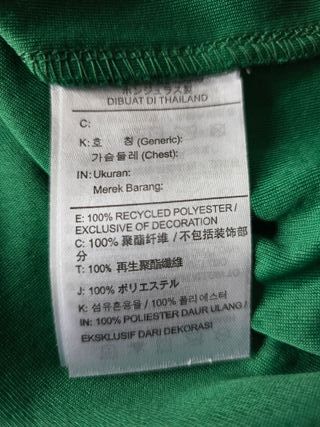 DIBUAT DI THAILAND
C:
K: 호 칭 (Generic):
가슴둘레 (Chest):
IN: Ukuran:
Merek Barang:
E: 100% RECYCLED POLYESTER /
EXCLUSIVE OF DECORATION
C: 100% 聚酯纤维 / 不包括装饰部
分
T: 100% 再生聚酯纖維
J: 100% ポリエステル
K: 섬유혼용율 / 100% 폴리에스터
IN: 100% POLIESTER DAUR ULANG /
EKSKLUSIF DARI DEKORASI